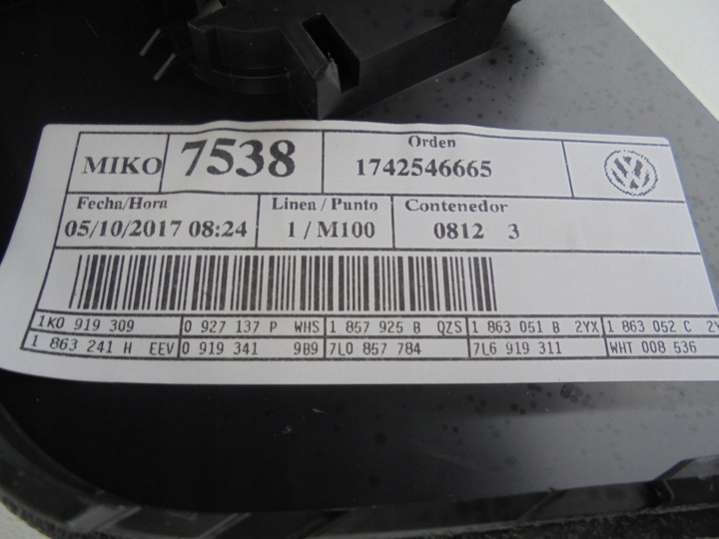 MIKO 7538 Orden 1742546665
Fecha/Hora Linea / Punto Contenedor
05/10/2017 08:24 1 / M100 0812 3
1K0 919 309 0 927 137 P WHS 1 857 925 B QZS 1 863 051 B 2YX 1 863 052 C
1 863 241 H EEV 0 919 341 9B9 7L0 857 784 7L6 919 311 WHT 008 536